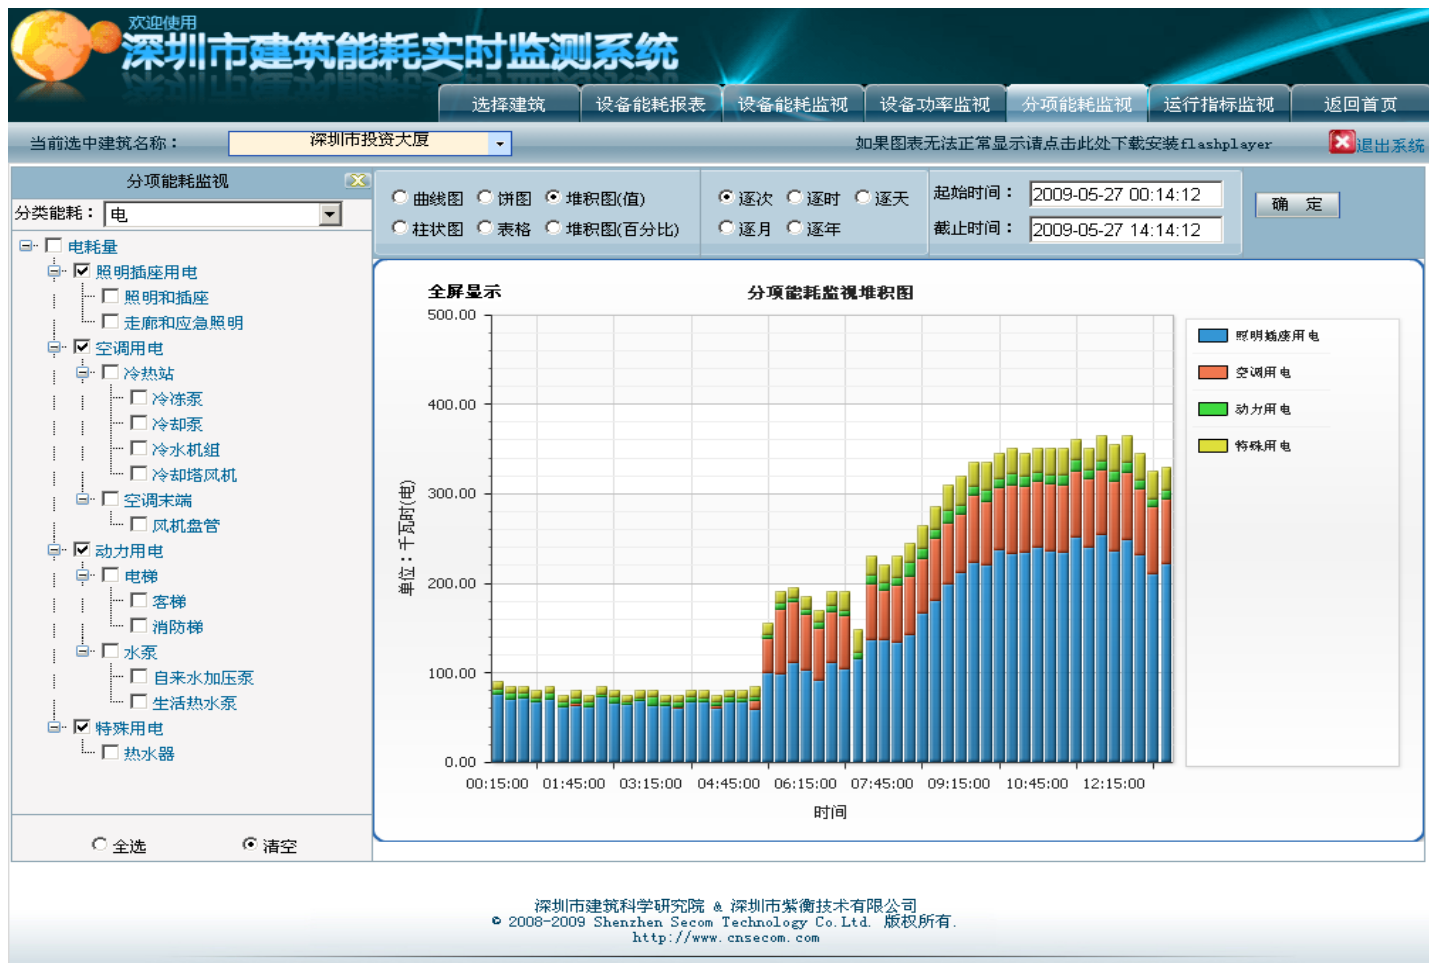 欢迎使用
深圳市建筑能耗实时监测系统
选择建筑 设备能耗报表 设备能耗监视 设备功率监视 分项能耗监视 运行指标监视 返回首页
当前选中建筑名称： 深圳市投资大厦 如果图表无法正常显示请点击此处下载安装flashplayer 退出系统
分项能耗监视
分类能耗： 电
电耗量
照明插座用电
照明和插座
走廊和应急照明
空调用电
冷热站
冷冻泵
冷却泵
冷水机组
冷却塔风机
空调末端
风机盘管
动力用电
电梯
客梯
消防梯
水泵
自来水加压泵
生活热水泵
特殊用电
热水器
全选 清空
曲线图 饼图 堆积图(值) 逐次 逐时 逐天 起始时间： 2009-05-27 00:14:12 确 定
柱状图 表格 堆积图(百分比) 逐月 逐年 截止时间： 2009-05-27 14:14:12
全屏显示 分项能耗监视堆积图
500.00
400.00
300.00
200.00
100.00
0.00
单位：千瓦时(电)
00:15:00 01:45:00 03:15:00 04:45:00 06:15:00 07:45:00 09:15:00 10:45:00 12:15:00
时间
照明插座用电
空调用电
动力用电
特殊用电
深圳市建筑科学研究院 & 深圳市紫衡技术有限公司
© 2008-2009 Shenzhen Secom Technology Co.Ltd. 版权所有.
http://www.cnsecom.com